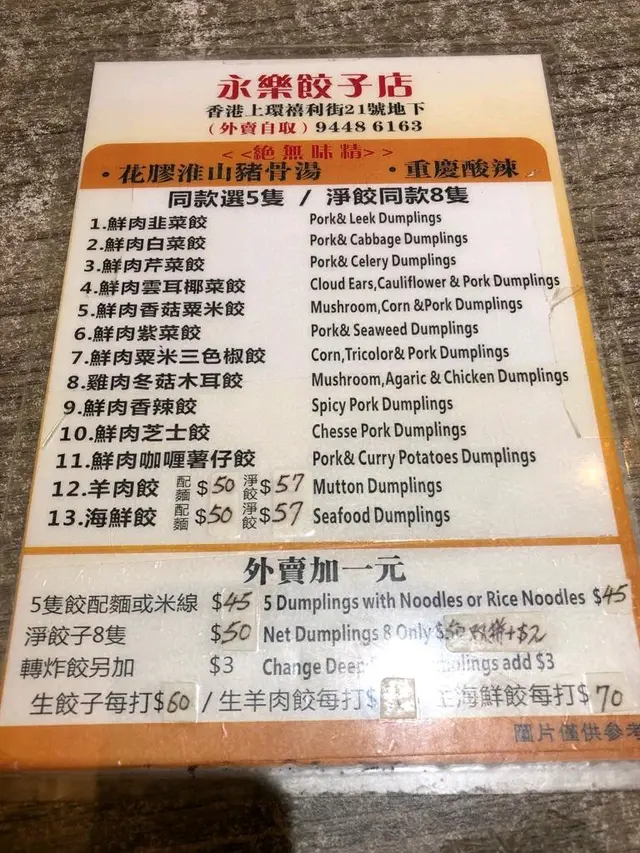 永樂餃子店
香港上環禧利街21號地下
(外賣自取) 9448 6163
<<絕無味精>>
·花膠淮山豬骨湯 ·重慶酸辣
同款選5隻 / 淨餃同款8隻
1.鮮肉韭菜餃 Pork& Leek Dumplings
2.鮮肉白菜餃 Pork& Cabbage Dumplings
3.鮮肉芹菜餃 Pork& Celery Dumplings
4.鮮肉雲耳椰菜餃 Cloud Ears,Cauliflower & Pork Dumplings
5.鮮肉香菇粟米餃 Mushroom,Corn &Pork Dumplings
6.鮮肉紫菜餃 Pork& Seaweed Dumplings
7.鮮肉粟米三色椒餃 Corn,Tricolor& Pork Dumplings
8.雞肉冬菇木耳餃 Mushroom,Agaric & Chicken Dumplings
9.鮮肉香辣餃 Spicy Pork Dumplings
10.鮮肉芝士餃 Chesse Pork Dumplings
11.鮮肉咖喱薯仔餃 Pork& Curry Potatoes Dumplings
12.羊肉餃 配麵 $50 淨餃 $57 Mutton Dumplings
13.海鮮餃 配麵 $50 淨餃 $57 Seafood Dumplings
外賣加一元
5隻餃配麵或米線 $45 5 Dumplings with Noodles or Rice Noodles $45
淨餃子8隻 $50 Net Dumplings 8 Only $50 双拼+$2
轉炸餃另加 $3 Change Deep add $3
生餃子每打$60 / 生羊肉餃每打$ 海鮮餃每打$70
圖片僅供參考